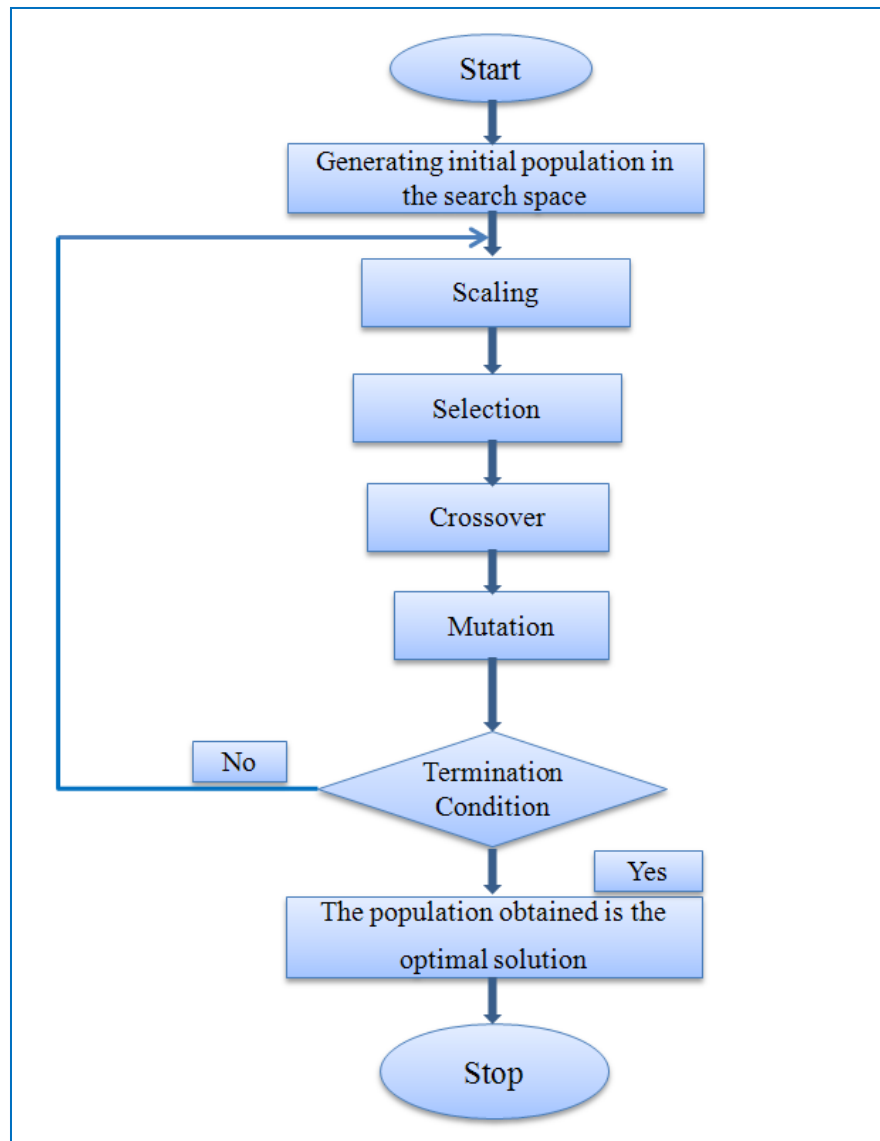 Start
Generating initial population in
the search space
Scaling
Selection
Crossover
Mutation
No
Termination
Condition
Yes
The population obtained is the
optimal solution
Stop